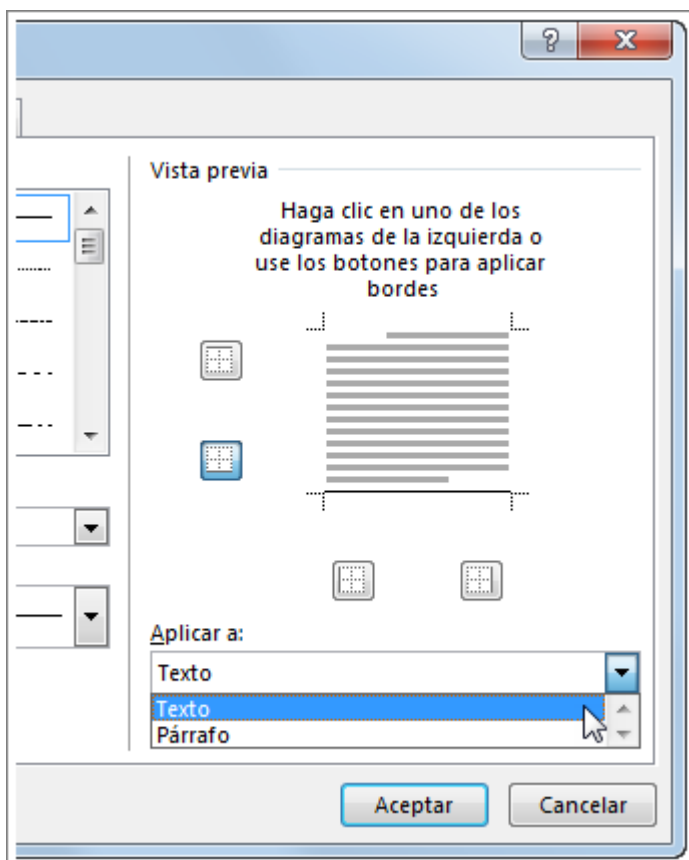 Vista previa
Haga clic en uno de los
diagramas de la izquierda o
use los botones para aplicar
bordes
Aplicar a:
Texto
Texto
Párrafo
Aceptar
Cancelar